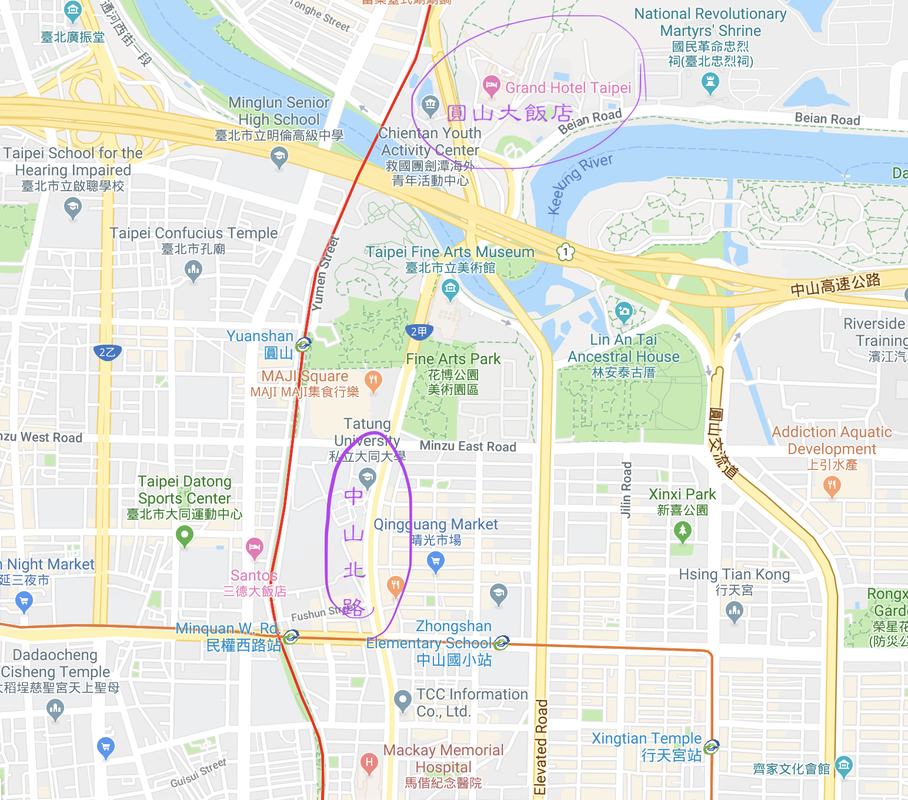 富樂臺式涮涮鍋
通河西街一段
臺北廣振堂
Tonghe Street
National Revolutionary
Martyrs' Shrine
國民革命忠烈
祠(臺北忠烈祠)
Grand Hotel Taipei
圓山大飯店
Minglun Senior
High School
臺北市立明倫高級中學
Beian Road
Beian Road
Chientan Youth
Activity Center
救國團劍潭海外
青年活動中心
Taipei School for the
Hearing Impaired
臺北市立啟聰學校
Keelung River
Da
Taipei Confucius Temple
臺北市孔廟
Yumen Street
Taipei Fine Arts Museum
臺北市立美術館
1
中山高速公路
2甲
Yuanshan
圓山
2乙
Lin An Tai
Ancestral House
林安泰古厝
Riverside
Training
濱江汽
Fine Arts Park
花博公園
美術園區
MAJI Square
MAJI MAJI集食行樂
圓山交流道
Tatung
University
私立大同大學
nzu West Road
Minzu East Road
Addiction Aquatic
Development
上引水產
Taipei Datong
Sports Center
臺北市大同運動中心
Jilin Road
Xinxi Park
新喜公園
中山北路
Qingguang Market
晴光市場
n Night Market
延三夜市
Santos
三德大飯店
Hsing Tian Kong
行天宮
Fushun Street
Rongx
Gard
榮星花
(防災公
Minquan W. Rd.
民權西路站
Zhongshan
Elementary School
中山國小站
Dadaocheng
Cisheng Temple
大稻埕慈聖宮天上聖母
TCC Information
Co., Ltd.
Elevated Road
Xingtian Temple
行天宮站
Guisui Street
Mackay Memorial
Hospital
馬偕紀念醫院
齊家文化會館